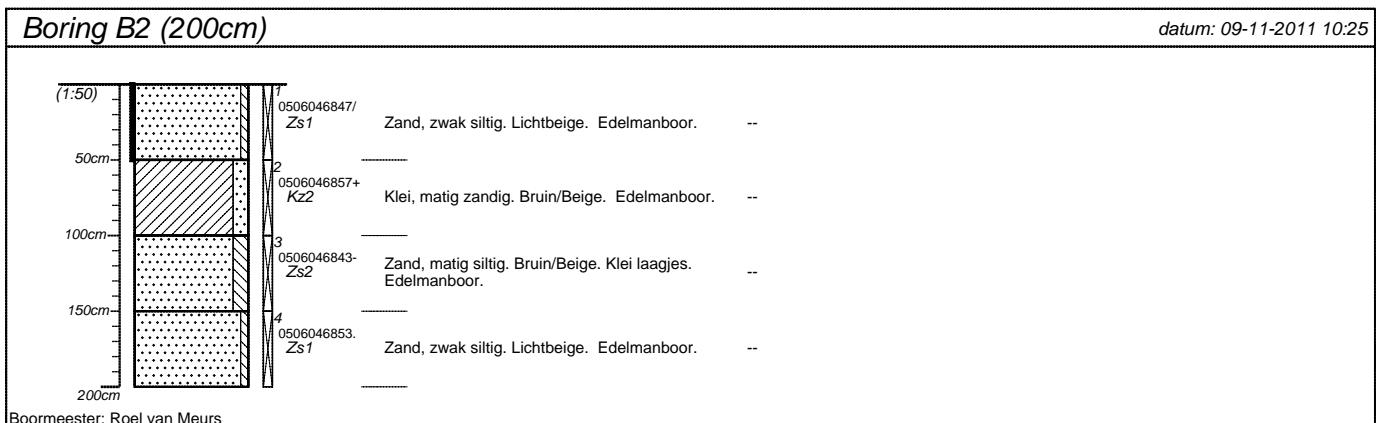 Boring B2 (200cm)
datum: 09-11-2011 10:25
(1:50)
1
0506046847/
Zs1 Zand, zwak siltig. Lichtbeige. Edelmanboor. --
50cm
2
0506046857+
Kz2 Klei, matig zandig. Bruin/Beige. Edelmanboor. --
100cm
3
0506046843-
Zs2 Zand, matig siltig. Bruin/Beige. Klei laagjes. --
Edelmanboor.
150cm
4
0506046853.
Zs1 Zand, zwak siltig. Lichtbeige. Edelmanboor. --
200cm
Boormeester: Roel van Meurs